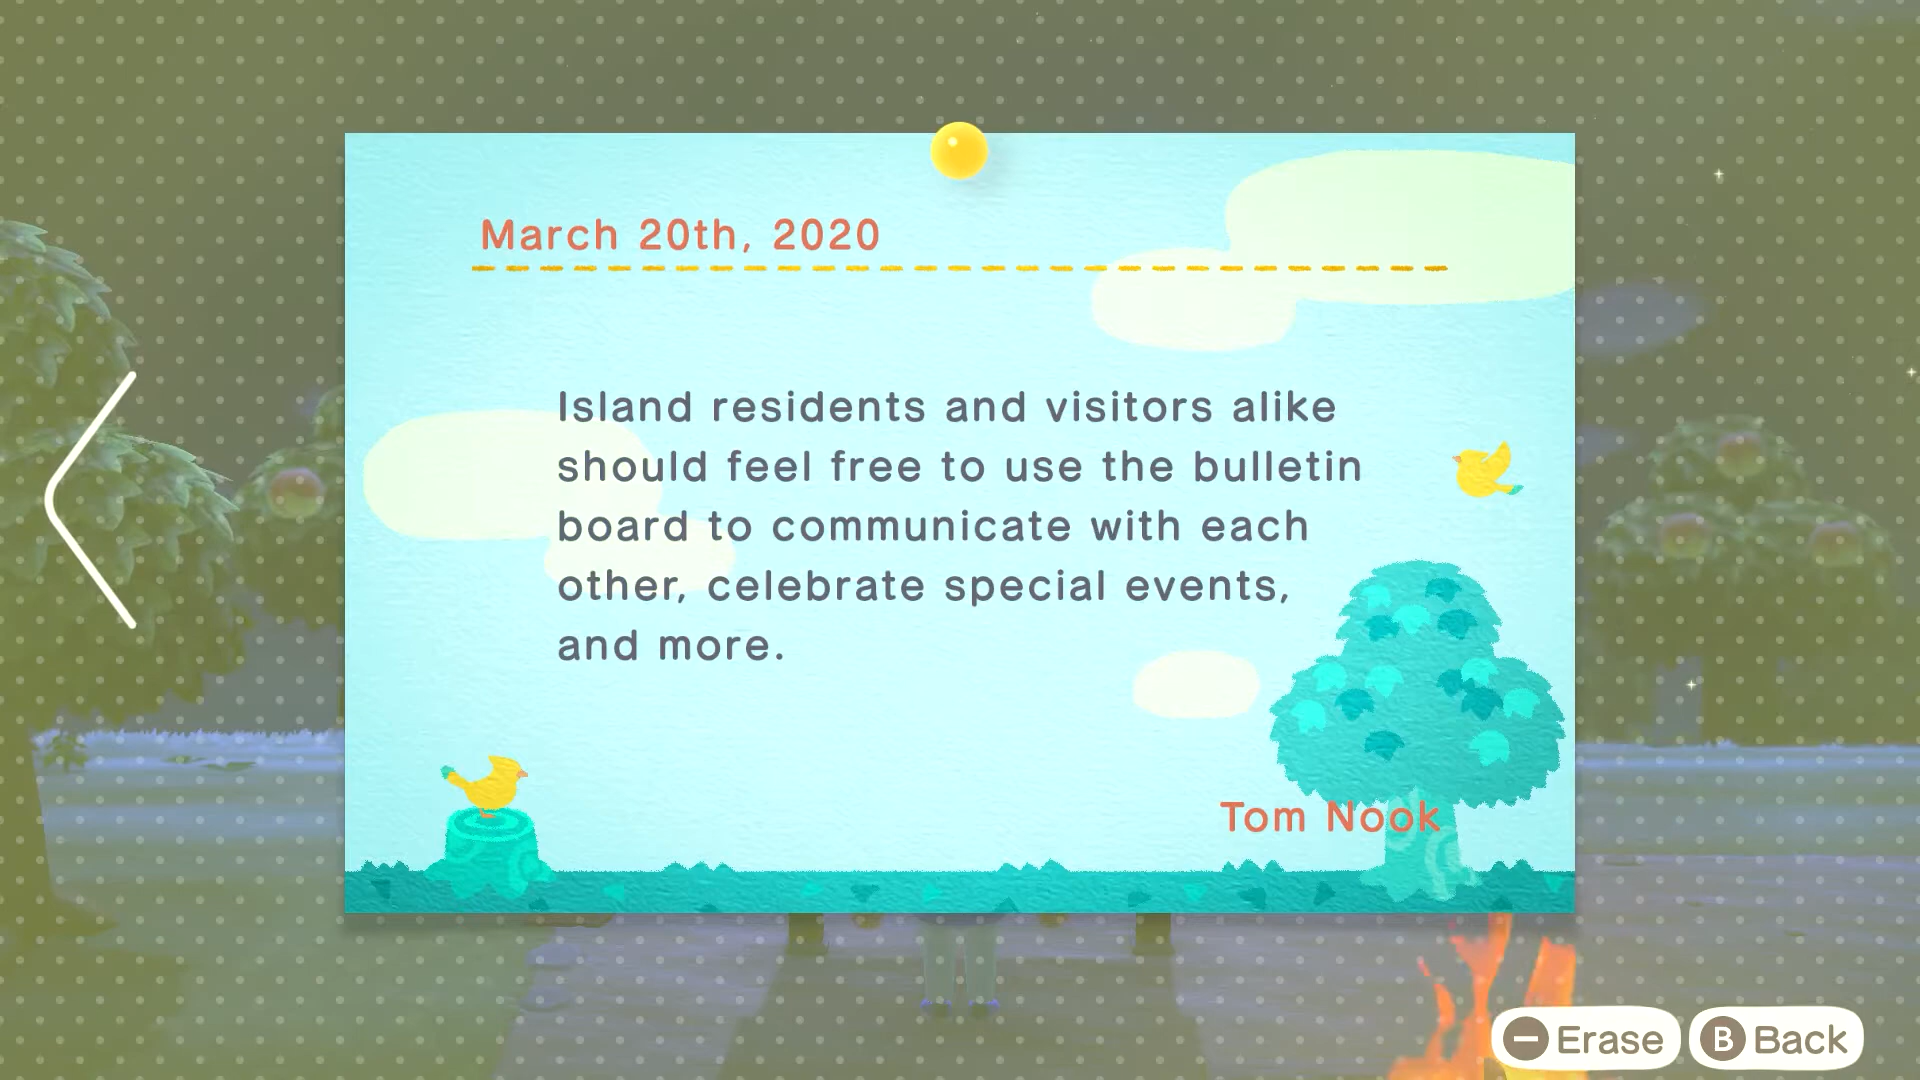 March 20th, 2020
Island residents and visitors alike
should feel free to use the bulletin
board to communicate with each
other, celebrate special events,
and more.
Tom Nook
Erase
B Back